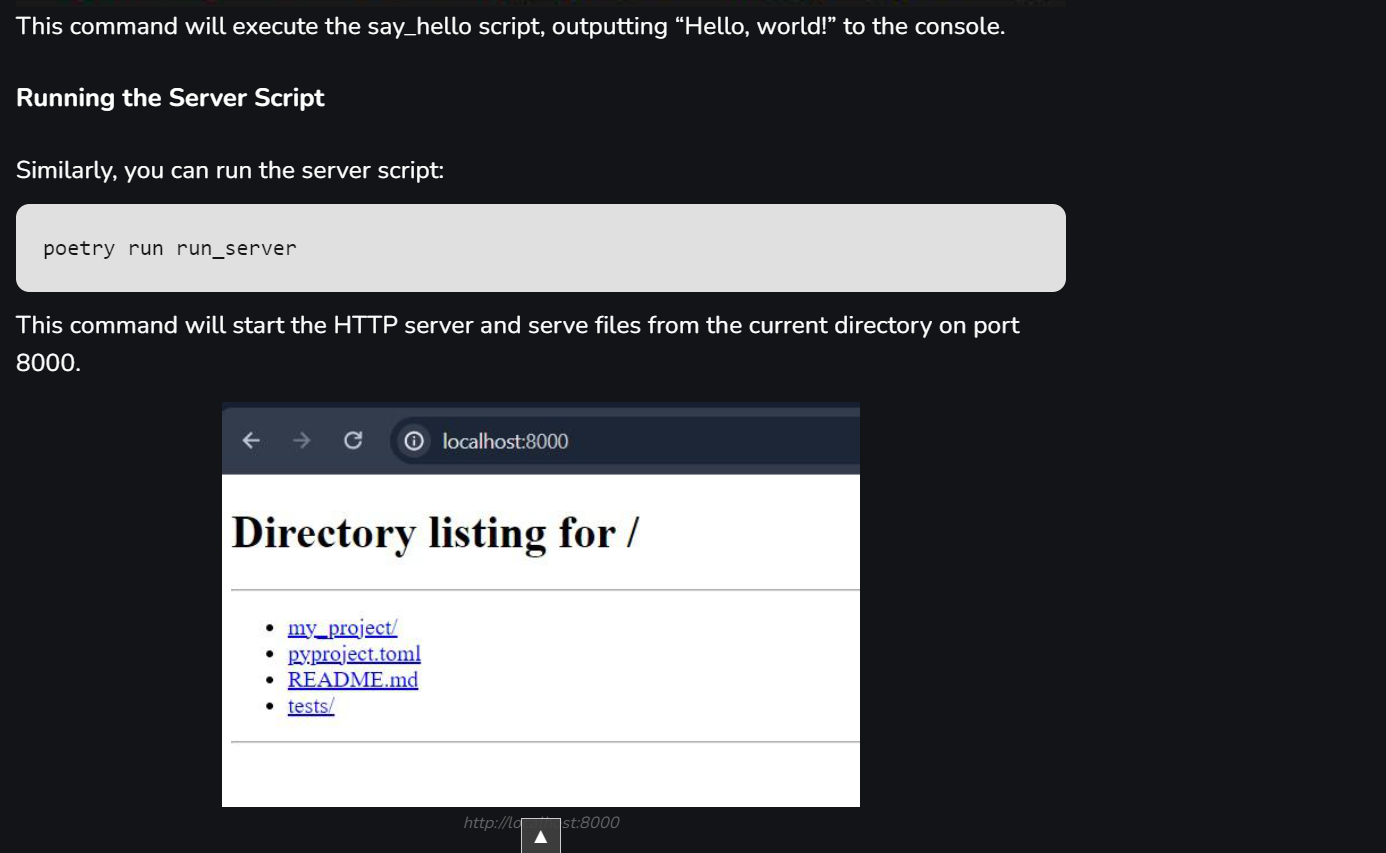 This command will execute the say_hello script, outputting “Hello, world!” to the console.
Running the Server Script
Similarly, you can run the server script:
poetry run run_server
This command will start the HTTP server and serve files from the current directory on port
8000.
localhost:8000
Directory listing for /
my_project/
pyproject.toml
README.md
tests/
http://localhost:8000